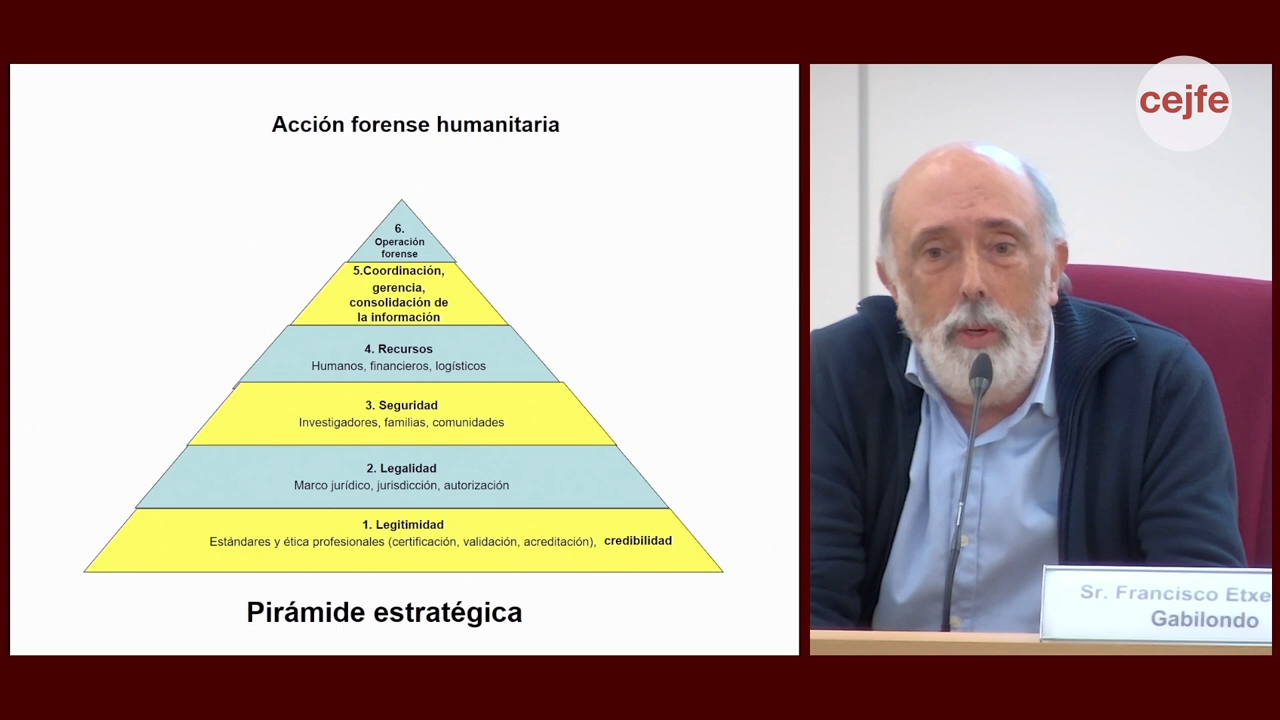 Acción forense humanitaria
6.
Operación
forense
5.Coordinación,
gerencia,
consolidación de
la información
4. Recursos
Humanos, financieros, logísticos
3. Seguridad
Investigadores, familias, comunidades
2. Legalidad
Marco jurídico, jurisdicción, autorización
1. Legitimidad
Estándares y ética profesionales (certificación, validación, acreditación), credibilidad
Pirámide estratégica
cejfe
Sr. Francisco Etxe
Gabilondo